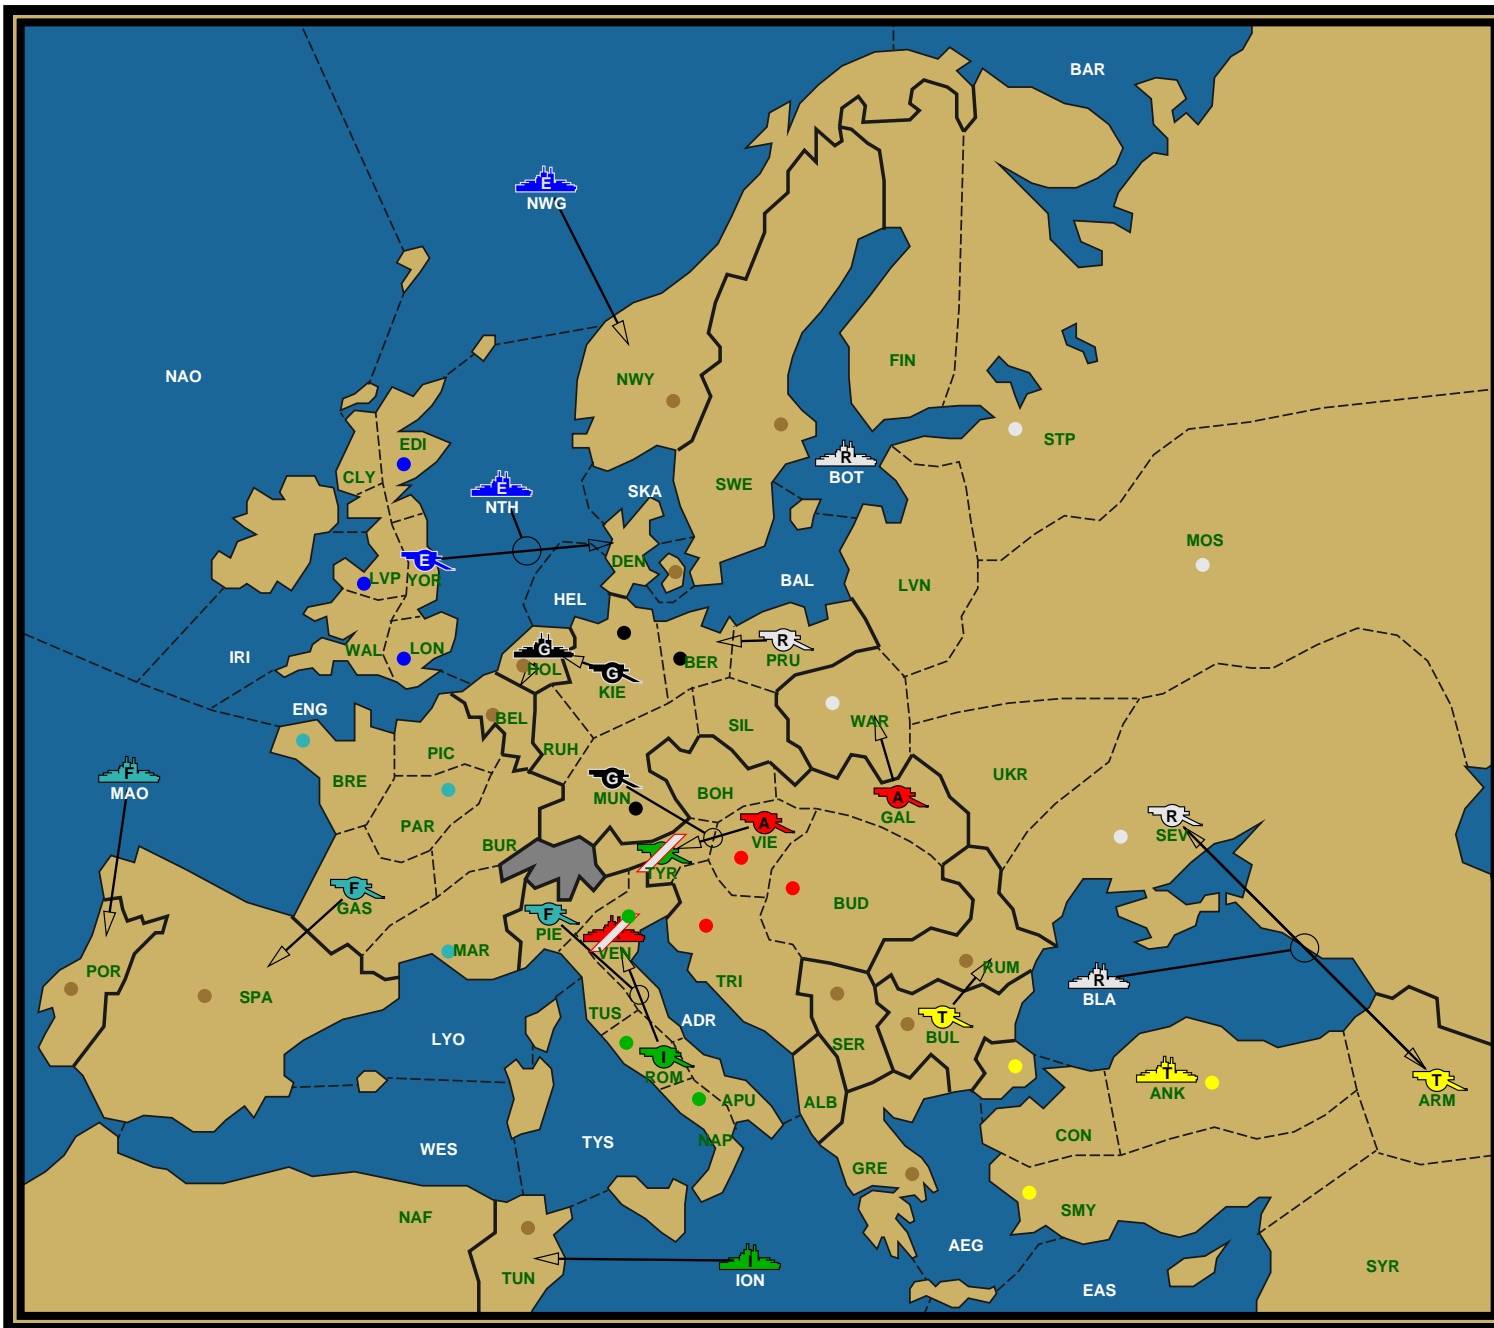 BAR
E
NWG
NAO
FIN
NWY
EDI
STP
CLY
R
BOT
SWE
SKA
E
NTH
MOS
E
DEN
LVP
YOR
BAL
LVN
HEL
R
PRU
G
HOL
WAL
LON
IRI
BER
G
KIE
ENG
BEL
WAR
SIL
RUH
PIC
F
MAO
BRE
UKR
G
MUN
BOH
A
GAL
A
VIE
R
SEV
PAR
BUR
TYR
F
GAS
BUD
F
PIE
VEN
MAR
POR
SPA
TRI
RUM
R
BLA
TUS
ADR
T
BUL
LYO
SER
I
ROM
T
ANK
T
ARM
APU
ALB
CON
NAP
TYS
WES
GRE
SMY
NAF
AEG
I
ION
TUN
SYR
EAS